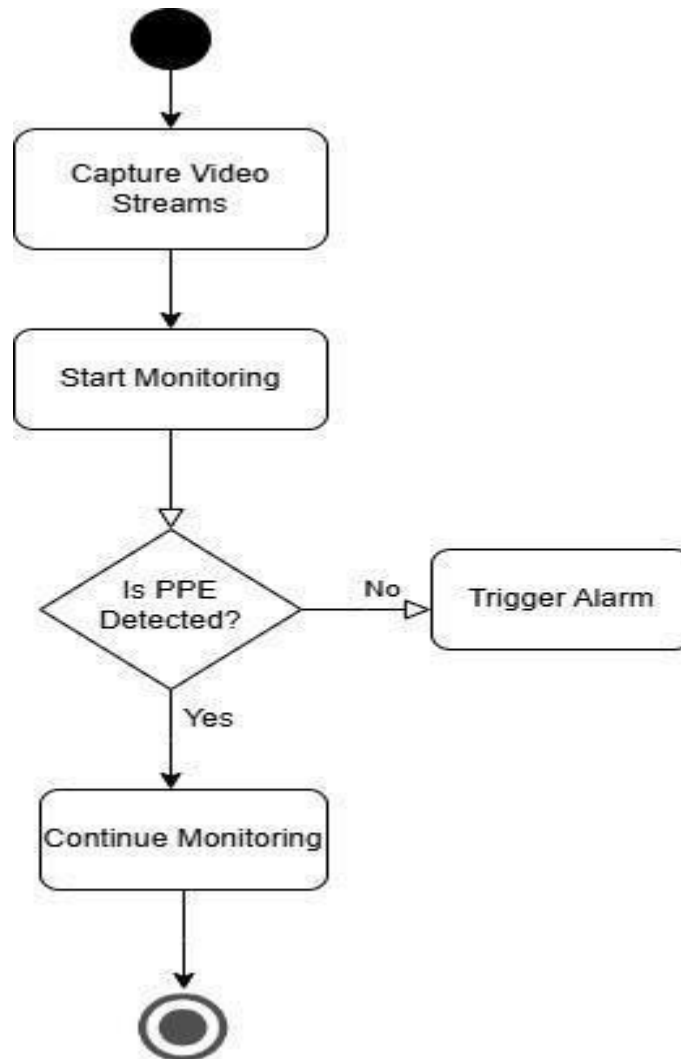 Capture Video
Streams
Start Monitoring
Is PPE
Detected?
No
Trigger Alarm
Yes
Continue Monitoring